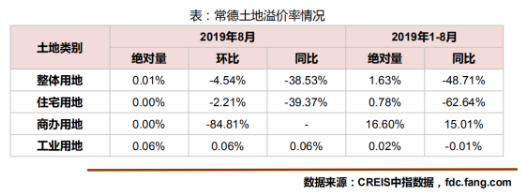 表：常德土地溢价率情况
土地类别 2019年8月 2019年1-8月
绝对量 环比 同比 绝对量 同比
整体用地 0.01% -4.54% -38.53% 1.63% -48.71%
住宅用地 0.00% -2.21% -39.37% 0.78% -62.64%
商办用地 0.00% -84.81% - 16.60% 15.01%
工业用地 0.06% 0.06% 0.06% 0.02% -0.01%
数据来源：CREIS中指数据，fdc.fang.com